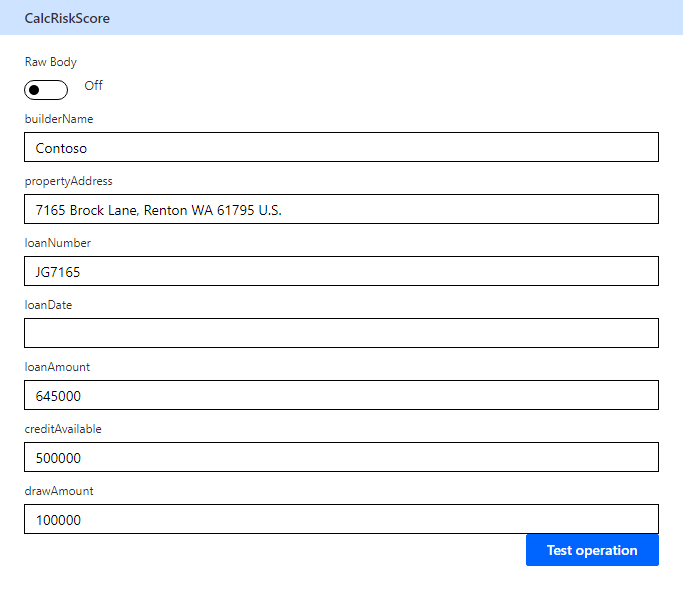 CalcRiskScore
Raw Body
Off
builderName
Contoso
propertyAddress
7165 Brock Lane, Renton WA 61795 U.S.
loanNumber
JG7165
loanDate
loanAmount
645000
creditAvailable
500000
drawAmount
100000
Test operation